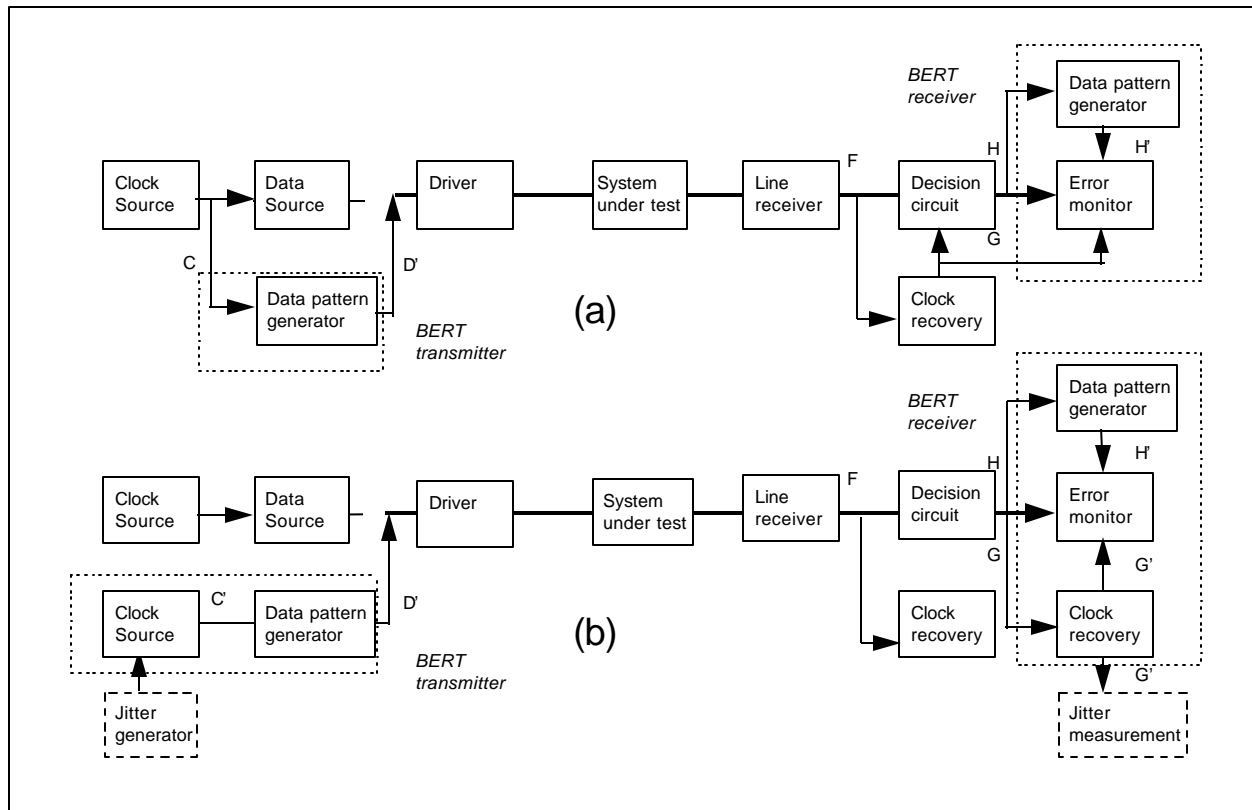 BERT
receiver
Data pattern
generator
F
H
H'
Clock
Source
Data
Source
Driver
System
under test
Line
receiver
Decision
circuit
Error
monitor
G
C
D'
Data pattern
generator
(a)
Clock
recovery
BERT
transmitter
BERT
receiver
Data pattern
generator
F
H
H'
Clock
Source
Data
Source
Driver
System
under test
Line
receiver
Decision
circuit
Error
monitor
G
G'
C'
D'
Clock
Source
Data pattern
generator
(b)
Clock
recovery
Clock
recovery
BERT
transmitter
G'
Jitter
generator
Jitter
measurement